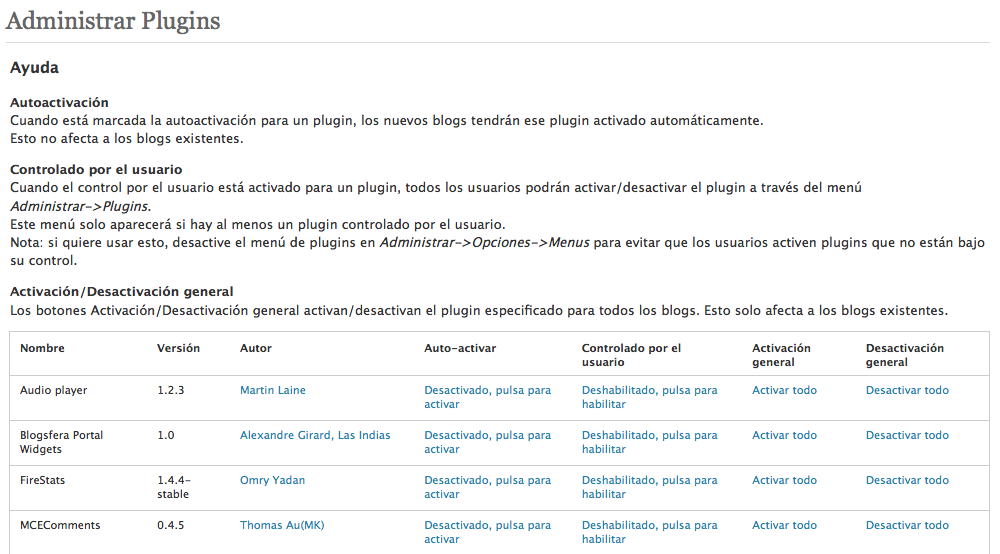 Administrar Plugins
Ayuda
Autoactivación
Cuando está marcada la autoactivación para un plugin, los nuevos blogs tendrán ese plugin activado automáticamente.
Esto no afecta a los blogs existentes.
Controlado por el usuario
Cuando el control por el usuario está activado para un plugin, todos los usuarios podrán activar/desactivar el plugin a través del menú
Administrar->Plugins.
Este menú solo aparecerá si hay al menos un plugin controlado por el usuario.
Nota: si quiere usar esto, desactive el menú de plugins en Administrar->Opciones->Menus para evitar que los usuarios activen plugins que no están bajo
su control.
Activación/Desactivación general
Los botones Activación/Desactivación general activan/desactivan el plugin especificado para todos los blogs. Esto solo afecta a los blogs existentes.
Nombre Versión Autor Auto-activar Controlado por el Activación Desactivación
usuario general general
Audio player 1.2.3 Martin Laine Desactivado, pulsa para Deshabilitado, pulsa para Activar todo Desactivar todo
activar habilitar
Blogsfera Portal 1.0 Alexandre Girard, Las Indias Desactivado, pulsa para Deshabilitado, pulsa para Activar todo Desactivar todo
Widgets activar habilitar
FireStats 1.4.4- Omry Yadan Desactivado, pulsa para Deshabilitado, pulsa para Activar todo Desactivar todo
stable activar habilitar
MCEComments 0.4.5 Thomas Au(MK) Desactivado, pulsa para Deshabilitado, pulsa para Activar todo Desactivar todo
activar habilitar